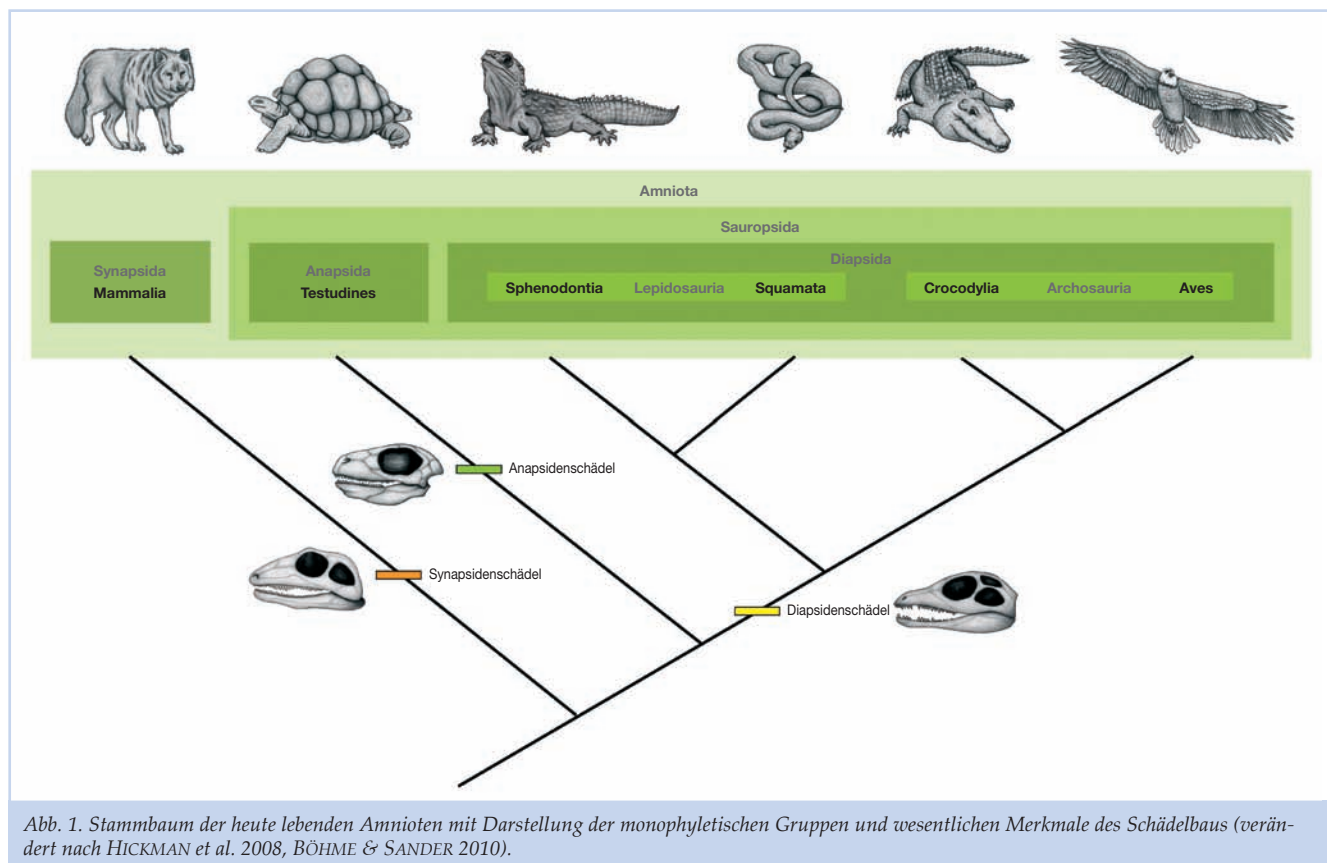 Amniota
Sauropsida
Diapsida
Synapsida
Mammalia
Anapsida
Testudines
Sphenodontia Lepidosauria Squamata Crocodylia Archosauria Aves
Anapsidenschädel
Synapsidenschädel
Diapsidenschädel
Abb. 1. Stammbaum der heute lebenden Amnioten mit Darstellung der monophyletischen Gruppen und wesentlichen Merkmale des Schädelbaus (verän-
dert nach HICKMAN et al. 2008, BÖHME & SANDER 2010).